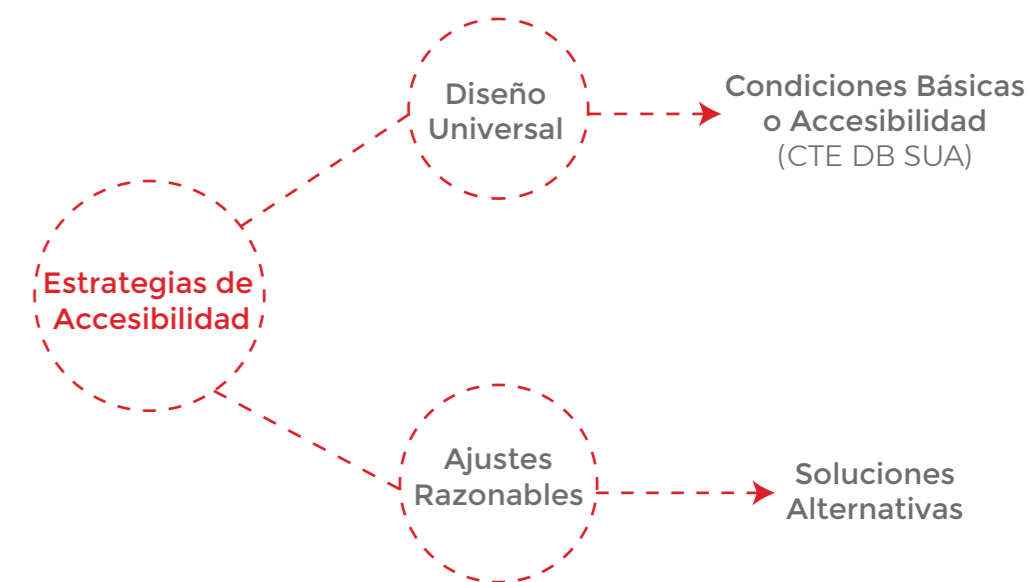 Diseño
Universal
Condiciones Básicas
o Accesibilidad
(CTE DB SUA)
Estrategias de
Accesibilidad
Ajustes
Razonables
Soluciones
Alternativas